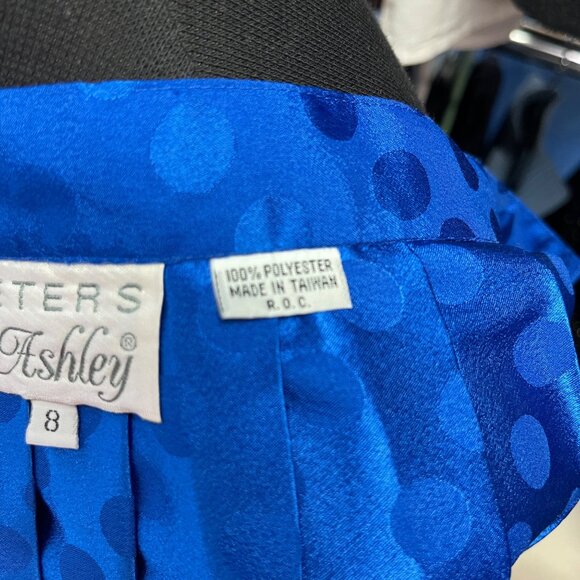 ETERS
Ashley®
8
100% POLYESTER
MADE IN TAIWAN
R.O.C.